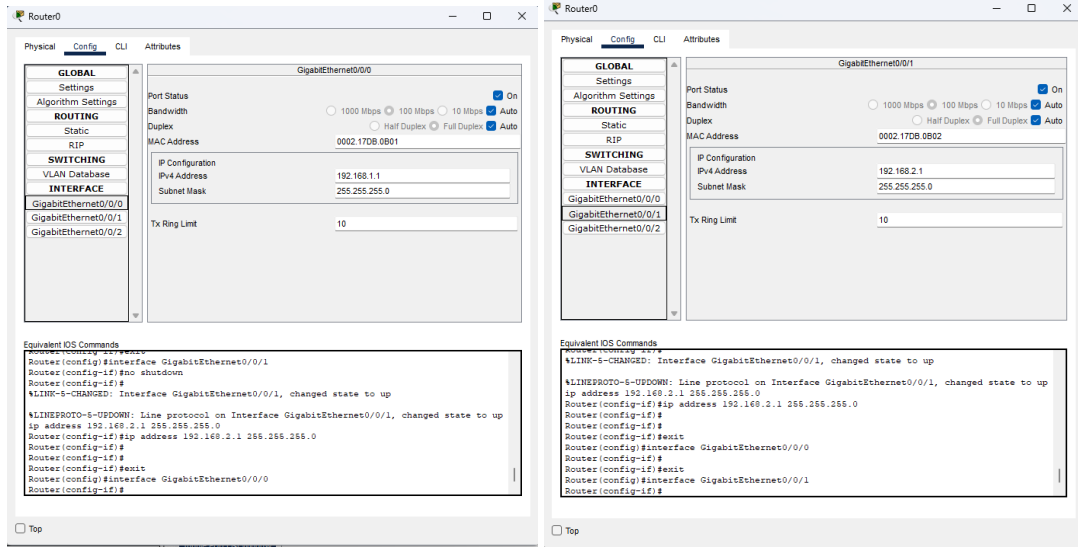 Router0
Physical Config CLI Attributes
GLOBAL
Settings
Algorithm Settings
ROUTING
Static
RIP
SWITCHING
VLAN Database
INTERFACE
GigabitEthernet0/0/0
GigabitEthernet0/0/1
GigabitEthernet0/0/2
GigabitEthernet0/0/0
Port Status On
Bandwidth 1000 Mbps 100 Mbps 10 Mbps Auto
Duplex Half Duplex Full Duplex Auto
MAC Address 0002.17DB.0B01
IP Configuration
IPv4 Address 192.168.1.1
Subnet Mask 255.255.255.0
Tx Ring Limit 10
Equivalent IOS Commands
Router(config-if)#exit
Router(config)#interface GigabitEthernet0/0/1
Router(config-if)#no shutdown
Router(config-if)#
%LINK-5-CHANGED: Interface GigabitEthernet0/0/1, changed state to up
%LINEPROTO-5-UPDOWN: Line protocol on Interface GigabitEthernet0/0/1, changed state to up
ip address 192.168.2.1 255.255.255.0
Router(config-if)#ip address 192.168.2.1 255.255.255.0
Router(config-if)#
Router(config-if)#
Router(config-if)#exit
Router(config)#interface GigabitEthernet0/0/0
Router(config-if)#
Top
Router0
Physical Config CLI Attributes
GLOBAL
Settings
Algorithm Settings
ROUTING
Static
RIP
SWITCHING
VLAN Database
INTERFACE
GigabitEthernet0/0/0
GigabitEthernet0/0/1
GigabitEthernet0/0/2
GigabitEthernet0/0/1
Port Status On
Bandwidth 1000 Mbps 100 Mbps 10 Mbps Auto
Duplex Half Duplex Full Duplex Auto
MAC Address 0002.17DB.0B02
IP Configuration
IPv4 Address 192.168.2.1
Subnet Mask 255.255.255.0
Tx Ring Limit 10
Equivalent IOS Commands
Router(config-if)#
%LINK-5-CHANGED: Interface GigabitEthernet0/0/1, changed state to up
%LINEPROTO-5-UPDOWN: Line protocol on Interface GigabitEthernet0/0/1, changed state to up
ip address 192.168.2.1 255.255.255.0
Router(config-if)#ip address 192.168.2.1 255.255.255.0
Router(config-if)#
Router(config-if)#
Router(config-if)#exit
Router(config)#interface GigabitEthernet0/0/0
Router(config-if)#
Router(config-if)#exit
Router(config)#interface GigabitEthernet0/0/1
Router(config-if)#
Top